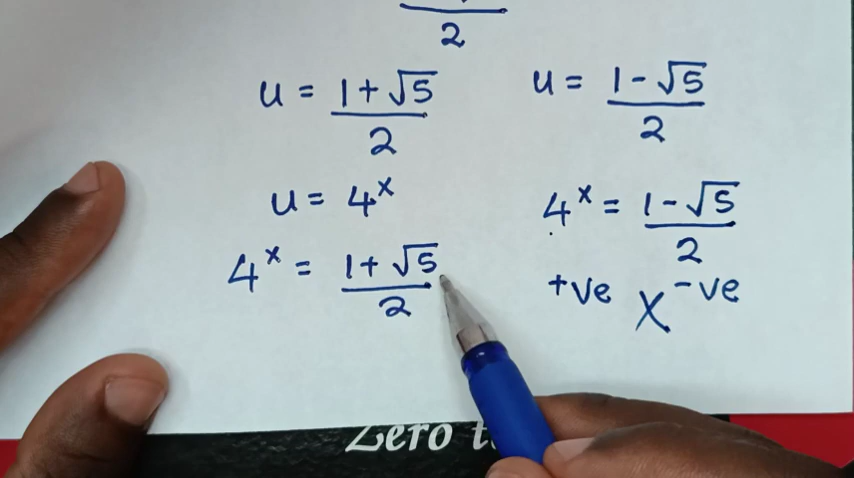 2
u = (1 + √5)/2
u = (1 - √5)/2
u = 4^x
4^x = (1 - √5)/2
4^x = (1 + √5)/2
+ve X -ve
Zero